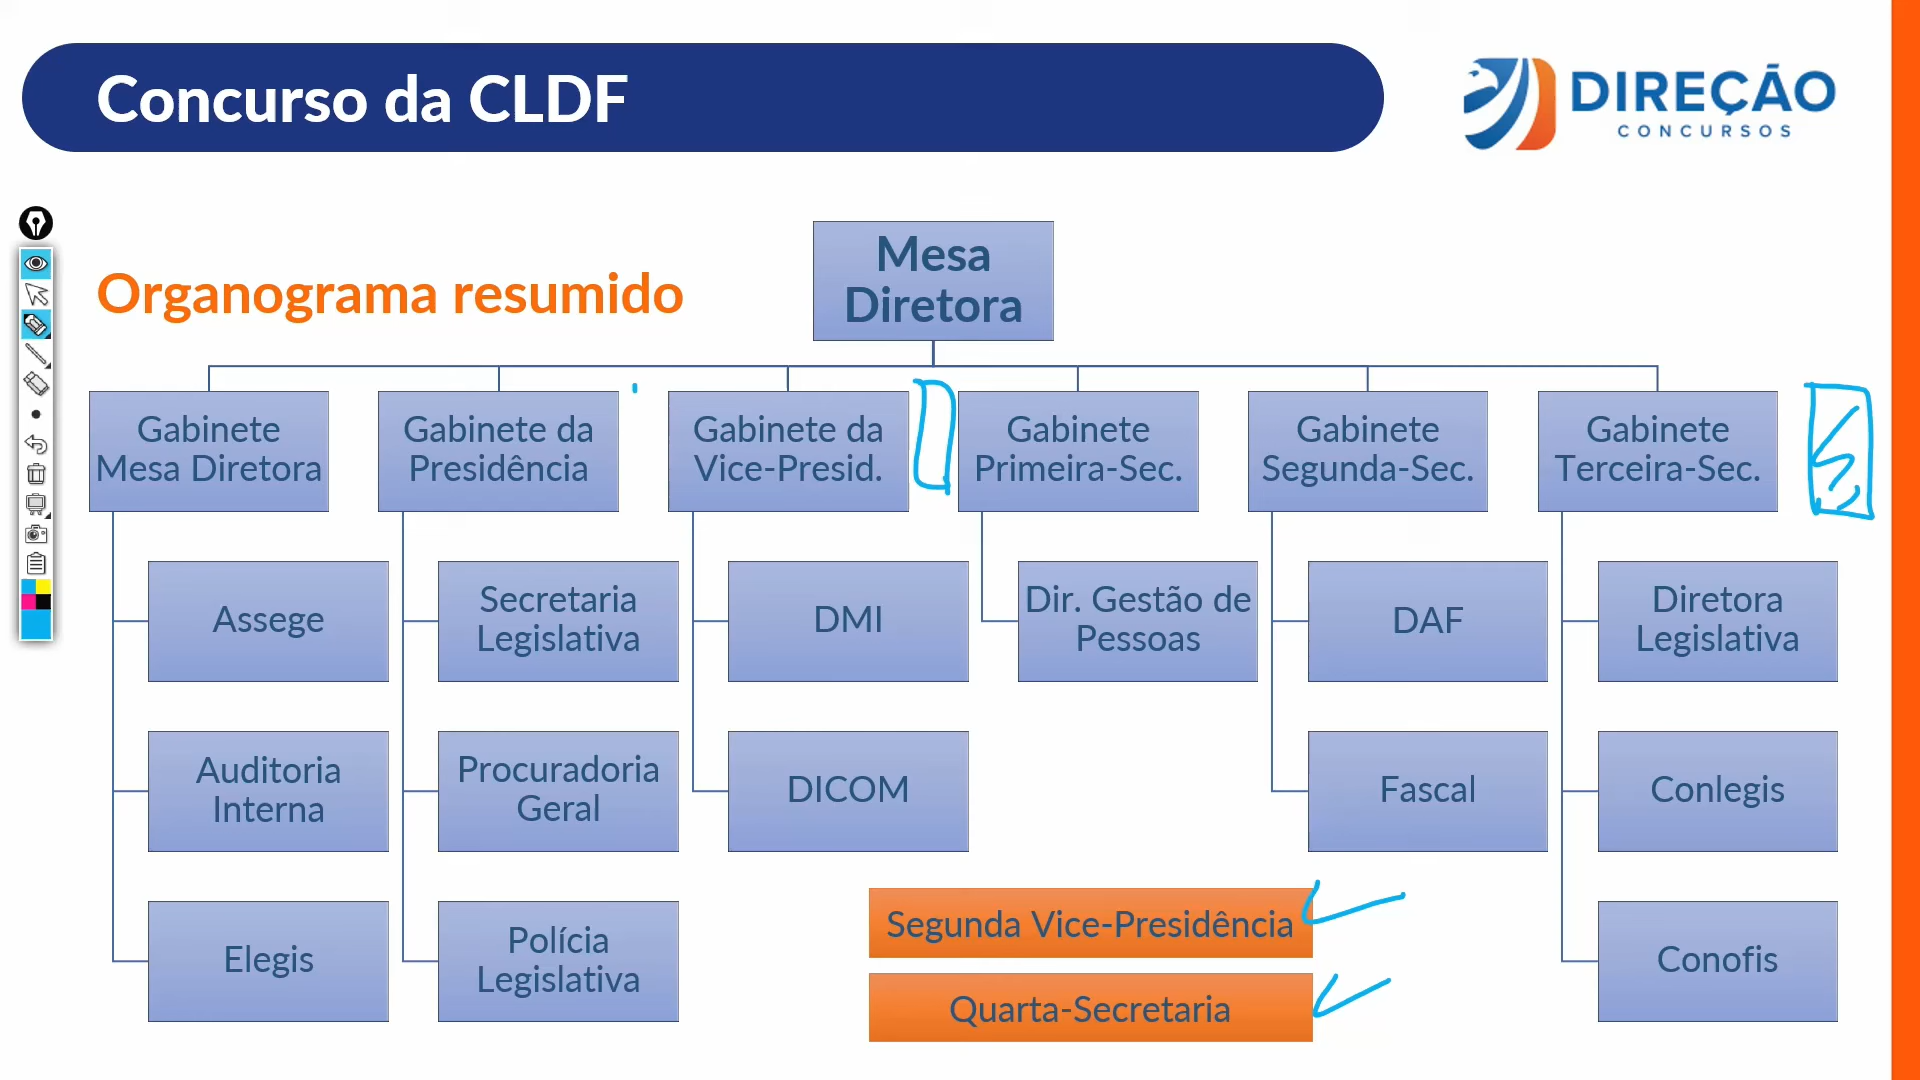 Concurso da CLDF
DIREÇÃO
CONCURSOS
Organograma resumido
Mesa
Diretora
Gabinete
Mesa Diretora
Gabinete da
Presidência
Gabinete da
Vice-Presid.
Gabinete
Primeira-Sec.
Gabinete
Segunda-Sec.
Gabinete
Terceira-Sec.
Assege
Secretaria
Legislativa
DMI
Dir. Gestão de
Pessoas
DAF
Diretora
Legislativa
Auditoria
Interna
Procuradoria
Geral
DICOM
Fascal
Conlegis
Elegis
Polícia
Legislativa
Segunda Vice-Presidência
Quarta-Secretaria
Conofis